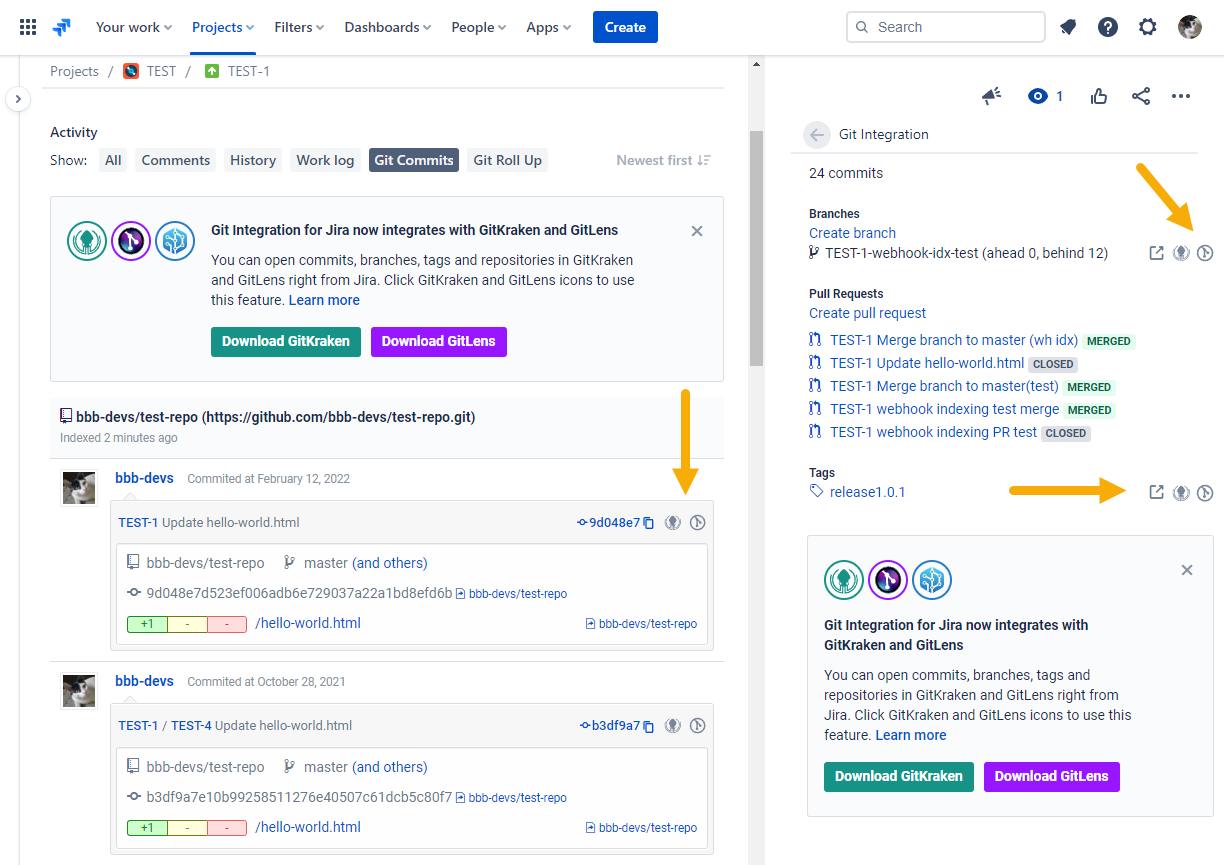 Your work Projects Filters Dashboards People Apps Create Search
Projects / TEST / TEST-1
Activity
Show: All Comments History Work log Git Commits Git Roll Up Newest first
Git Integration for Jira now integrates with GitKraken and GitLens
You can open commits, branches, tags and repositories in GitKraken
and GitLens right from Jira. Click GitKraken and GitLens icons to use
this feature. Learn more
Download GitKraken Download GitLens
bbb-devs/test-repo (https://github.com/bbb-devs/test-repo.git)
Indexed 2 minutes ago
bbb-devs Commited at February 12, 2022
TEST-1 Update hello-world.html 9d048e7
bbb-devs/test-repo master (and others)
9d048e7d523ef006adb6e729037a22a1bd8efd6b bbb-devs/test-repo
+1 - - /hello-world.html bbb-devs/test-repo
bbb-devs Commited at October 28, 2021
TEST-1 / TEST-4 Update hello-world.html b3df9a7
bbb-devs/test-repo master (and others)
b3df9a7e10b99258511276e40507c61dcb5c80f7 bbb-devs/test-repo
+1 - - /hello-world.html bbb-devs/test-repo
1
Git Integration
24 commits
Branches
Create branch
TEST-1-webhook-idx-test (ahead 0, behind 12)
Pull Requests
Create pull request
TEST-1 Merge branch to master (wh idx) MERGED
TEST-1 Update hello-world.html CLOSED
TEST-1 Merge branch to master(test) MERGED
TEST-1 webhook indexing test merge MERGED
TEST-1 webhook indexing PR test CLOSED
Tags
release1.0.1
Git Integration for Jira now integrates with
GitKraken and GitLens
You can open commits, branches, tags and
repositories in GitKraken and GitLens right from
Jira. Click GitKraken and GitLens icons to use this
feature. Learn more
Download GitKraken Download GitLens